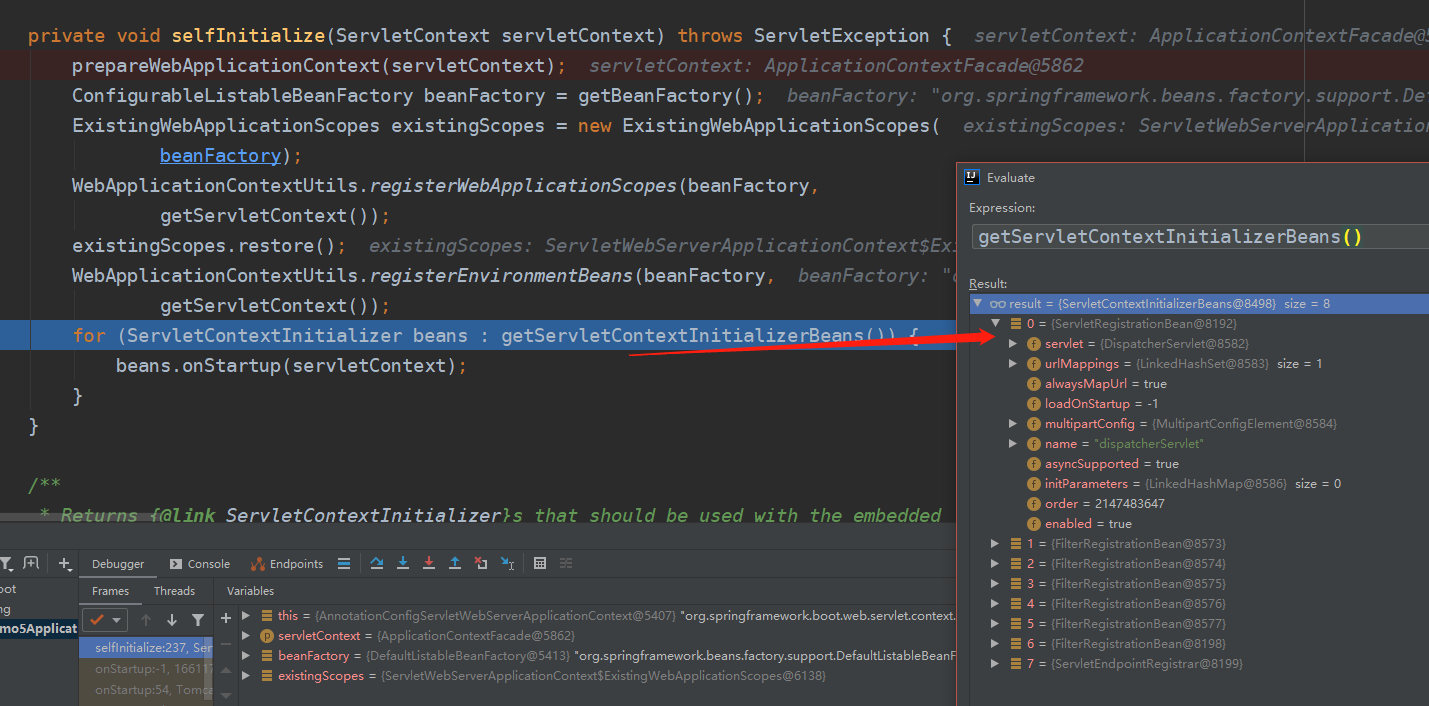 private void selfInitialize(ServletContext servletContext) throws ServletException { servletContext: ApplicationContextFacade@5
prepareWebApplicationContext(servletContext); servletContext: ApplicationContextFacade@5862
ConfigurableListableBeanFactory beanFactory = getBeanFactory(); beanFactory: "org.springframework.beans.factory.support.Def
ExistingWebApplicationScopes existingScopes = new ExistingWebApplicationScopes( existingScopes: ServletWebServerApplication
beanFactory);
WebApplicationContextUtils.registerWebApplicationScopes(beanFactory,
getServletContext());
existingScopes.restore(); existingScopes: ServletWebServerApplicationContext$Exi
WebApplicationContextUtils.registerEnvironmentBeans(beanFactory, beanFactory: "o
getServletContext());
for (ServletContextInitializer beans : getServletContextInitializerBeans()) {
beans.onStartup(servletContext);
}
}
/**
* Returns {@link ServletContextInitializer}s that should be used with the embedded
Evaluate
Expression:
getServletContextInitializerBeans()
Result:
result = {ServletContextInitializerBeans@8498} size = 8
0 = {ServletRegistrationBean@8192}
servlet = {DispatcherServlet@8582}
urlMappings = {LinkedHashSet@8583} size = 1
alwaysMapUrl = true
loadOnStartup = -1
multipartConfig = {MultipartConfigElement@8584}
name = "dispatcherServlet"
asyncSupported = true
initParameters = {LinkedHashMap@8586} size = 0
order = 2147483647
enabled = true
1 = {FilterRegistrationBean@8573}
2 = {FilterRegistrationBean@8574}
3 = {FilterRegistrationBean@8575}
4 = {FilterRegistrationBean@8576}
5 = {FilterRegistrationBean@8577}
6 = {FilterRegistrationBean@8198}
7 = {ServletEndpointRegistrar@8199}
Debugger Console Endpoints
oot
ng
mo5Applicat
Frames Threads
selfInitialize:237, Ser
onStartup:-1, 16611
onStartup:54, Tomca
Variables
this = {AnnotationConfigServletWebServerApplicationContext@5407} "org.springframework.boot.web.servlet.context.
servletContext = {ApplicationContextFacade@5862}
beanFactory = {DefaultListableBeanFactory@5413} "org.springframework.beans.factory.support.DefaultListableBeanF
existingScopes = {ServletWebServerApplicationContext$ExistingWebApplicationScopes@6138}